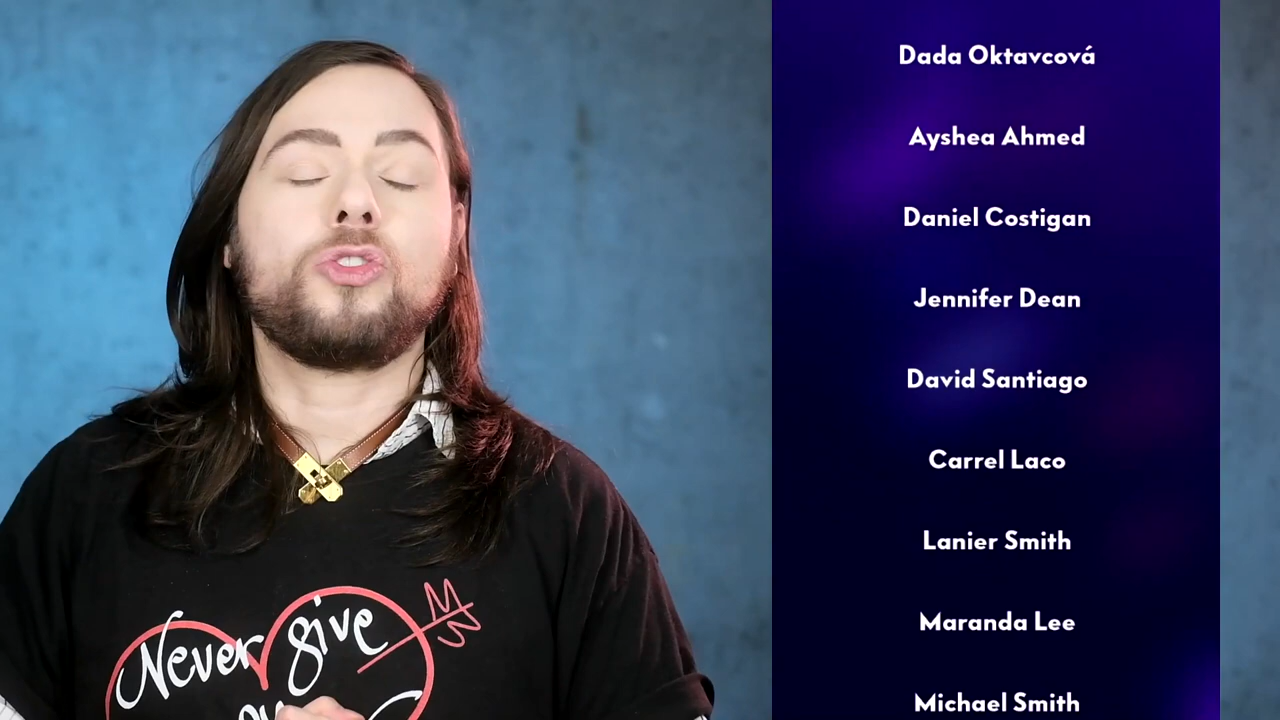 Dada Oktavcová
Ayshea Ahmed
Daniel Costigan
Jennifer Dean
David Santiago
Carrel Laco
Lanier Smith
Maranda Lee
Michael Smith
Never give